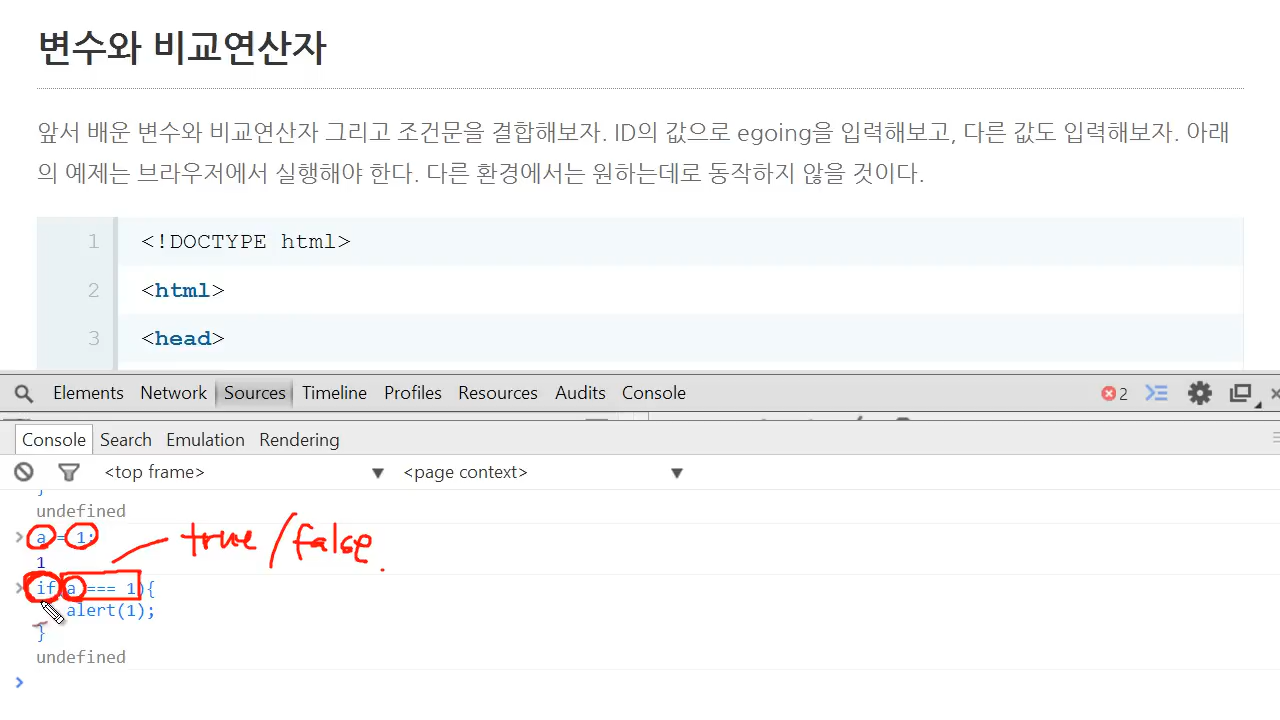 변수와 비교연산자
앞서 배운 변수와 비교연산자 그리고 조건문을 결합해보자. ID의 값으로 egoing을 입력해보고, 다른 값도 입력해보자. 아래
의 예제는 브라우저에서 실행해야 한다. 다른 환경에서는 원하는데로 동작하지 않을 것이다.
1 <!DOCTYPE html>
2 <html>
3 <head>
Elements Network Sources Timeline Profiles Resources Audits Console 2
Console Search Emulation Rendering
<top frame> ▼ <page context> ▼
}
undefined
> a = 1; true/false.
1
> if(a === 1){
alert(1);
}
undefined
>